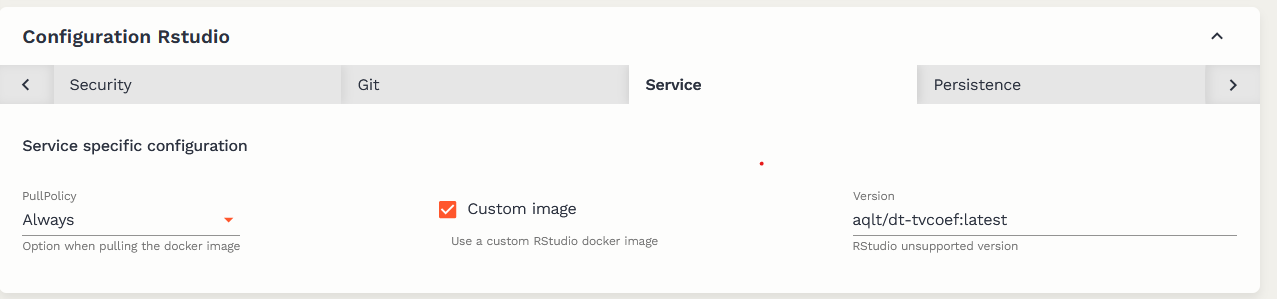 Configuration Rstudio
Security Git Service Persistence
Service specific configuration
PullPolicy
Always
Option when pulling the docker image
Custom image
Use a custom RStudio docker image
Version
aqlt/dt-tvcoef:latest
RStudio unsupported version